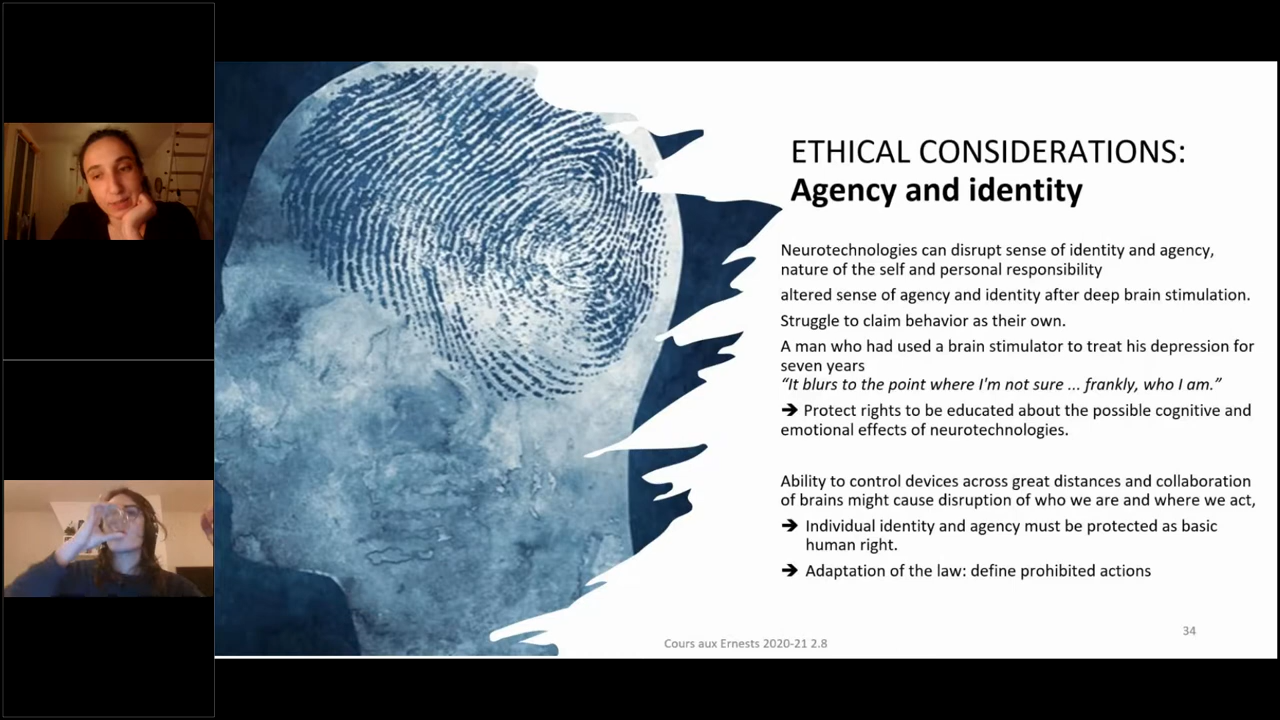 ETHICAL CONSIDERATIONS:
Agency and identity
Neurotechnologies can disrupt sense of identity and agency,
nature of the self and personal responsibility
altered sense of agency and identity after deep brain stimulation.
Struggle to claim behavior as their own.
A man who had used a brain stimulator to treat his depression for
seven years
“It blurs to the point where I'm not sure ... frankly, who I am.”
➔ Protect rights to be educated about the possible cognitive and
emotional effects of neurotechnologies.
Ability to control devices across great distances and collaboration
of brains might cause disruption of who we are and where we act,
➔ Individual identity and agency must be protected as basic
human right.
➔ Adaptation of the law: define prohibited actions
34
Cours aux Ernests 2020-21 2.8